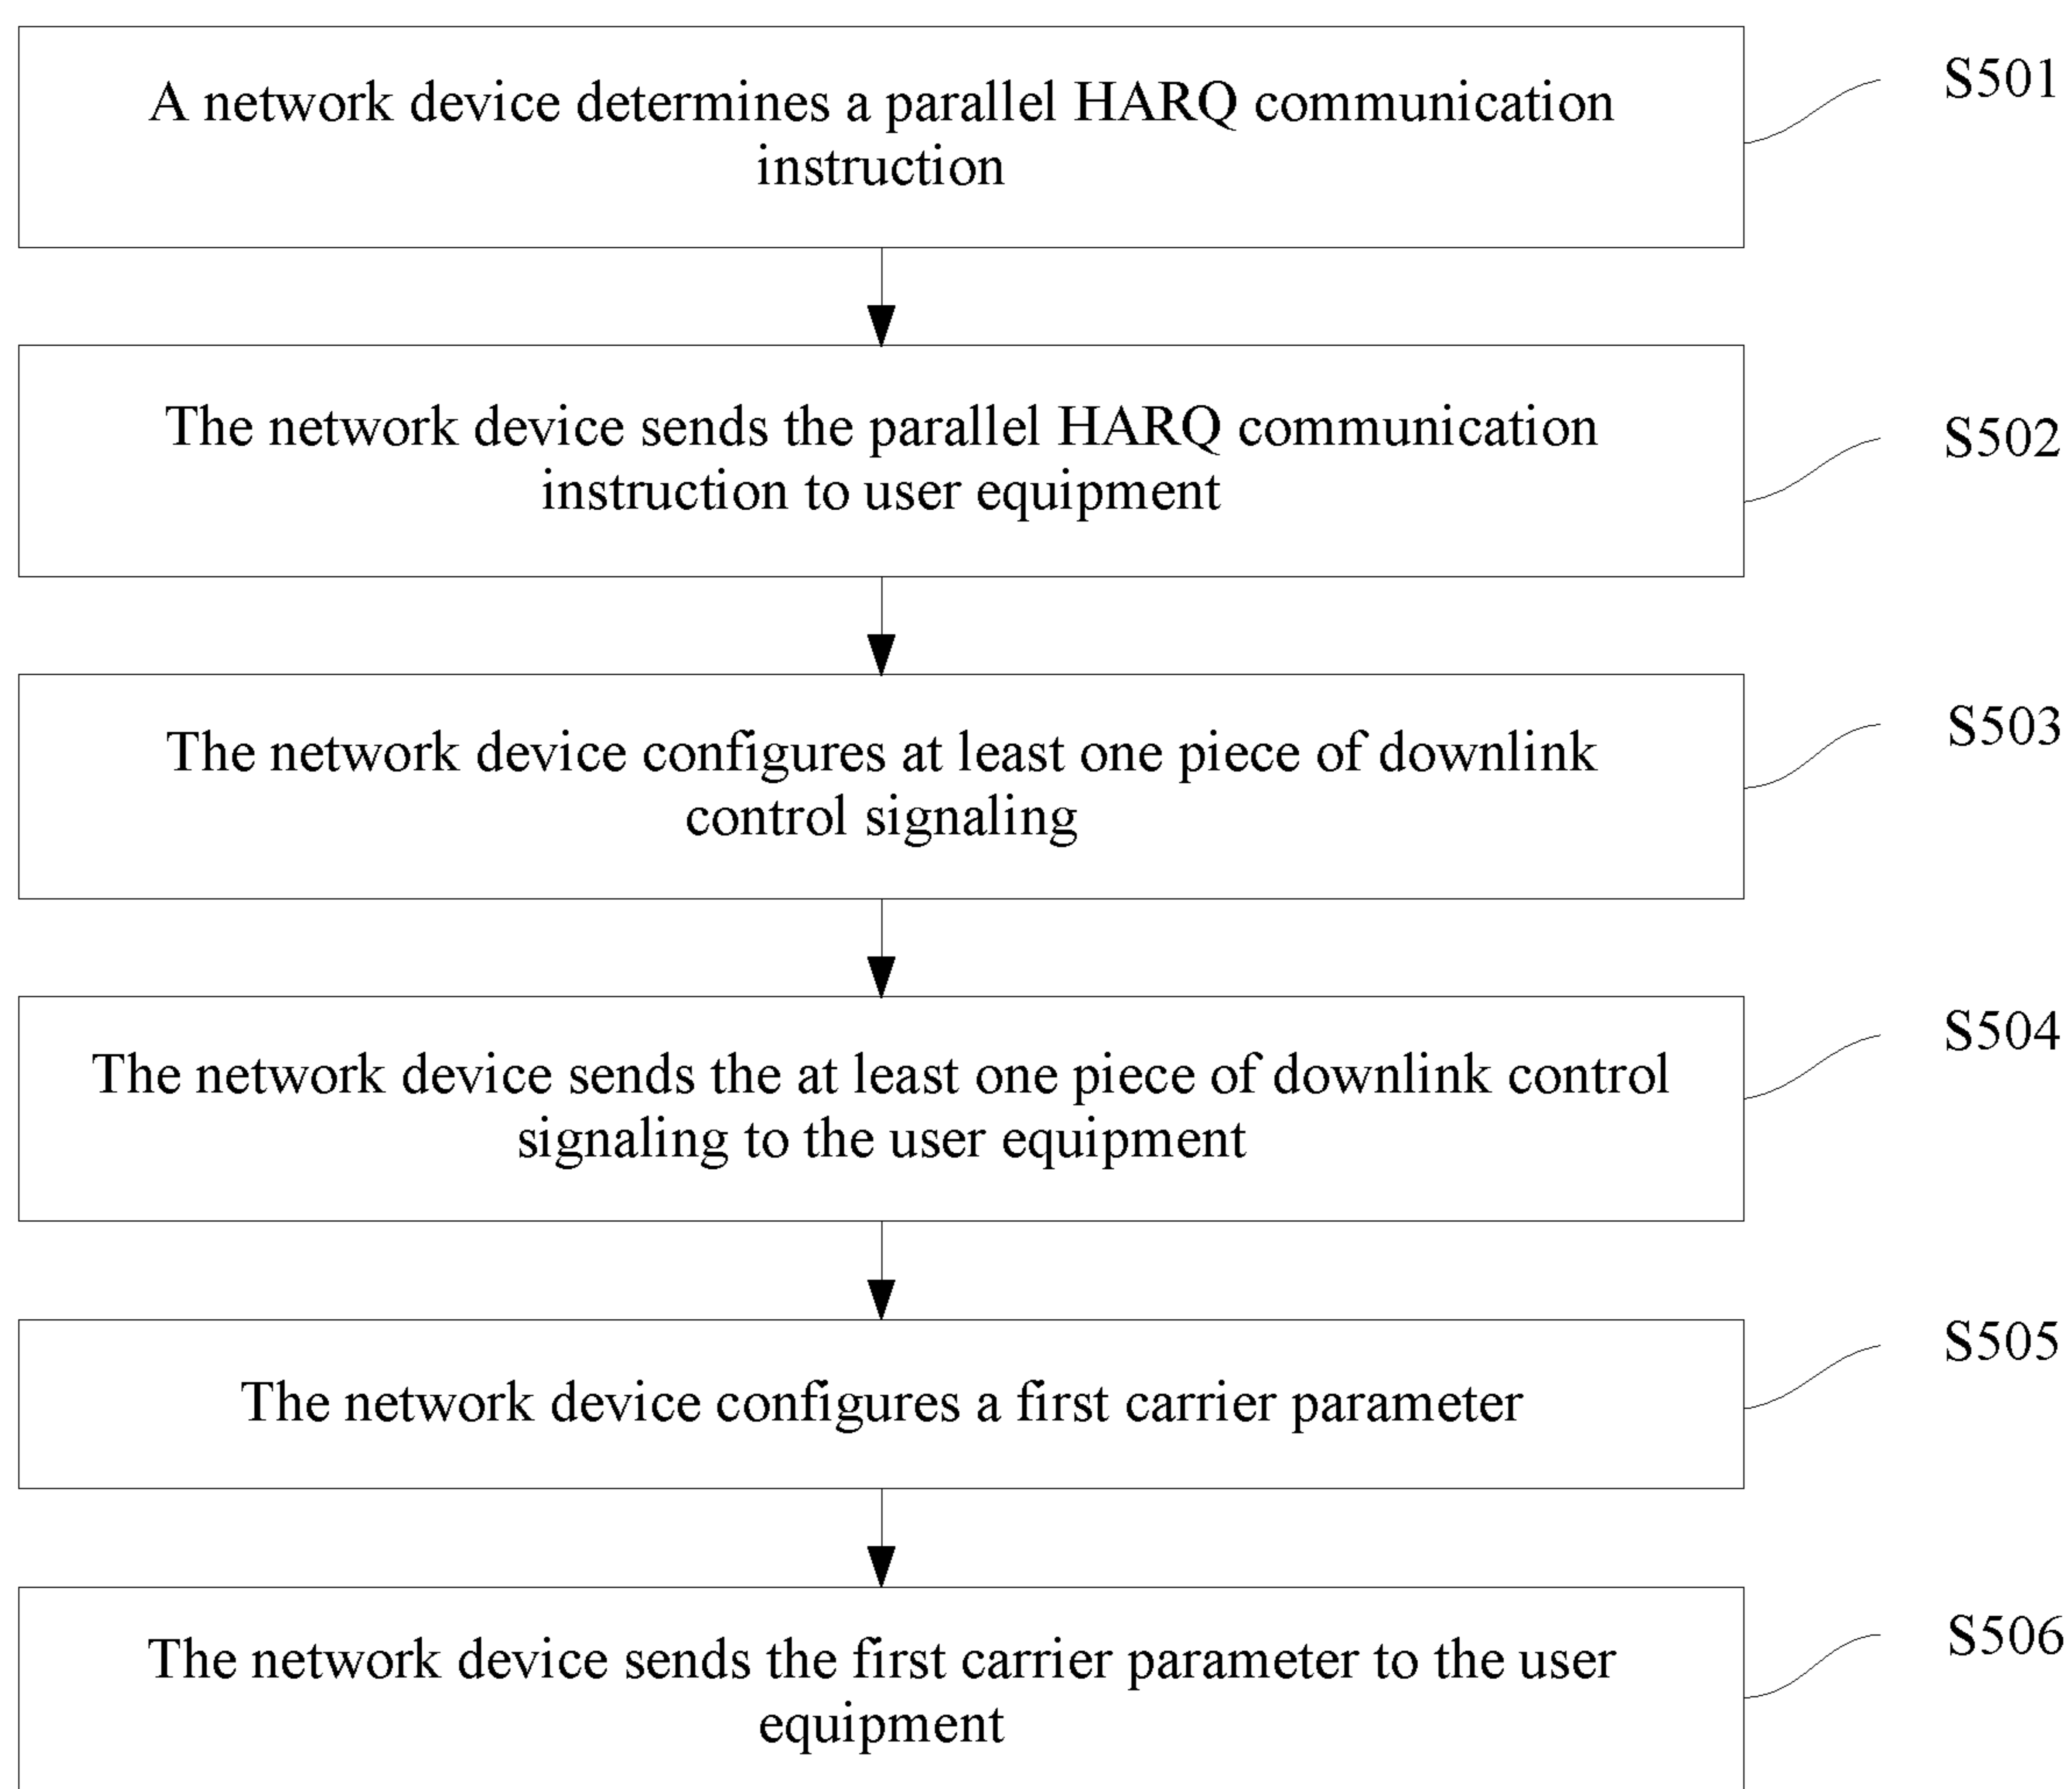 A network device determines a parallel HARQ communication
instruction
S501
The network device sends the parallel HARQ communication
instruction to user equipment
S502
The network device configures at least one piece of downlink
control signaling
S503
The network device sends the at least one piece of downlink control
signaling to the user equipment
S504
The network device configures a first carrier parameter
S505
The network device sends the first carrier parameter to the user
equipment
S506